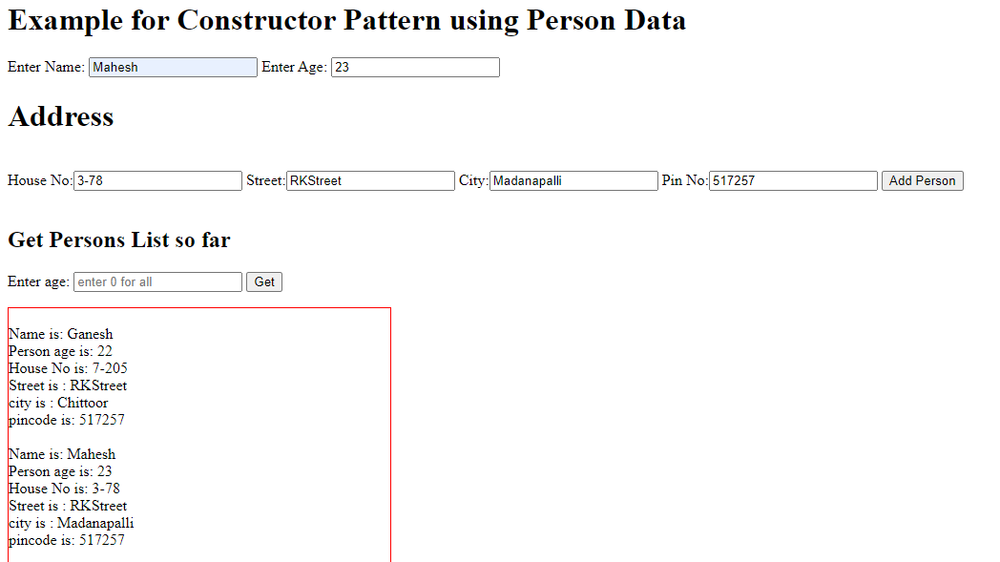 Example for Constructor Pattern using Person Data
Enter Name: Mahesh Enter Age: 23
Address
House No: 3-78 Street: RKStreet City: Madanapalli Pin No: 517257 Add Person
Get Persons List so far
Enter age: enter 0 for all Get
Name is: Ganesh
Person age is: 22
House No is: 7-205
Street is : RKStreet
city is : Chittoor
pincode is: 517257
Name is: Mahesh
Person age is: 23
House No is: 3-78
Street is : RKStreet
city is : Madanapalli
pincode is: 517257